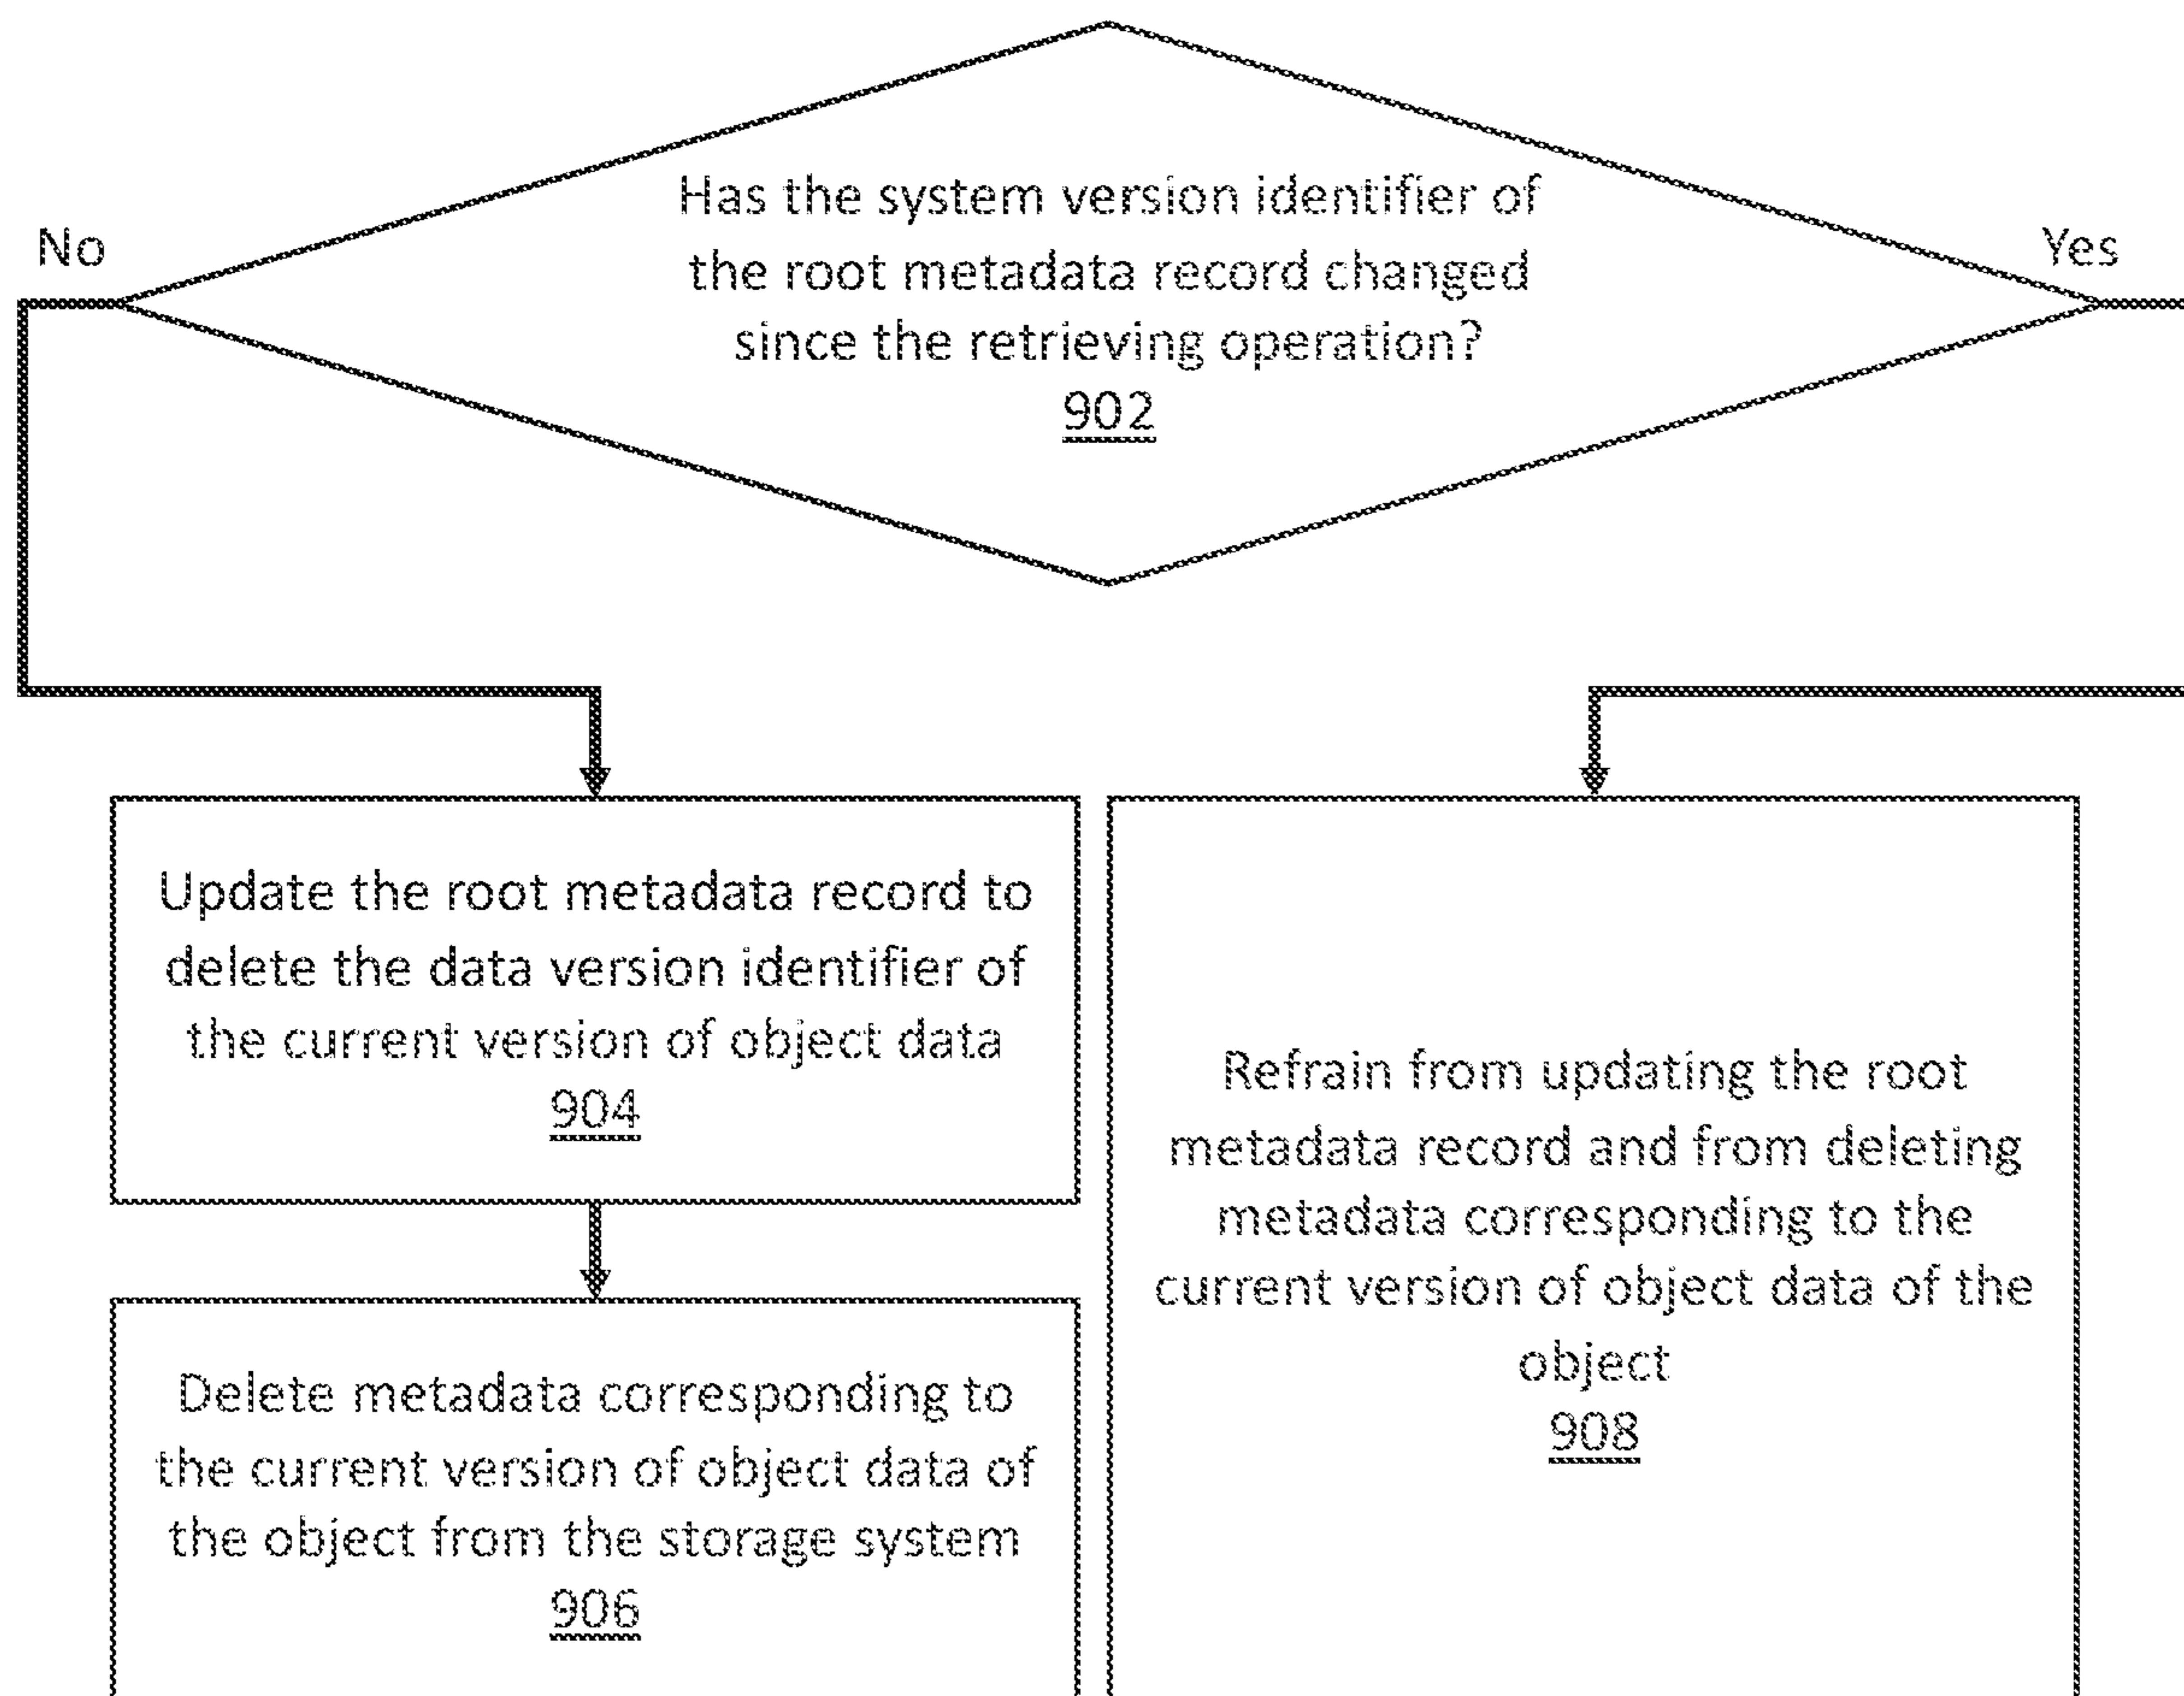 Has the system version identifier of
the root metadata record changed
since the retrieving operation?
902
No
Yes
Update the root metadata record to
delete the data version identifier of
the current version of object data
904
Delete metadata corresponding to
the current version of object data of
the object from the storage system
906
Refrain from updating the root
metadata record and from deleting
metadata corresponding to the
current version of object data of the
object
908